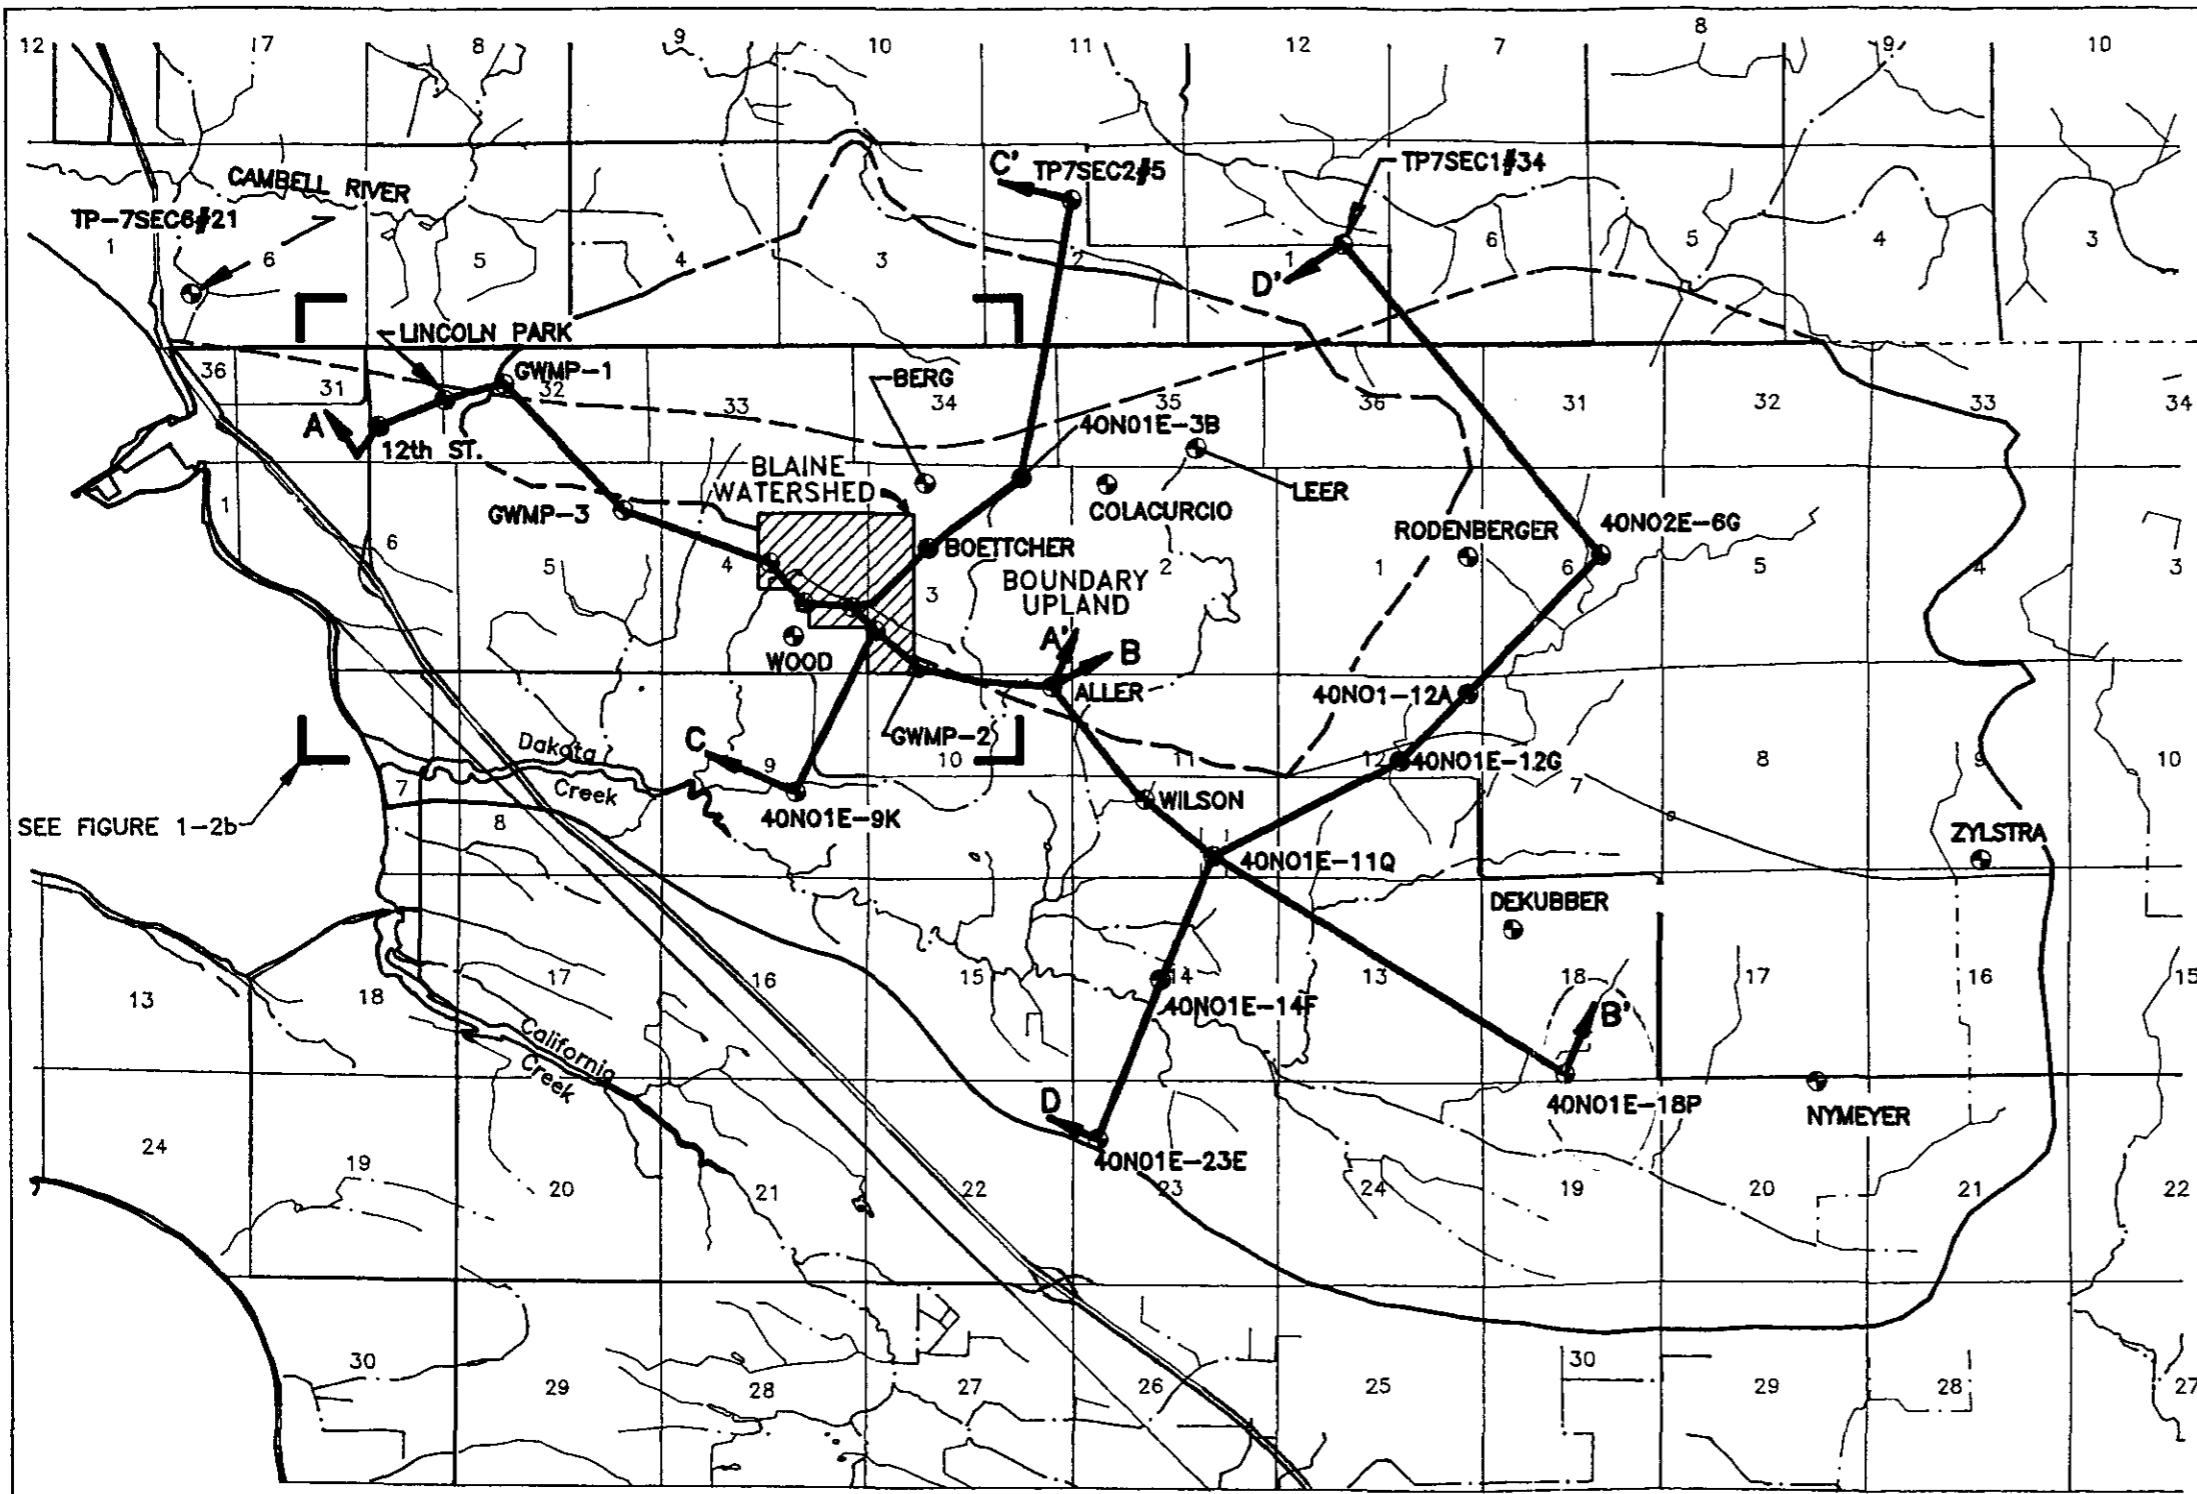 12 7 8 9 10 11 12 7 8 9 10
CAMBELL RIVER
TP-7SEC6#21
C' TP7SEC2#5
TP7SEC1#34
1 6 5 4 3 2 1 6 5 4 3
D'
LINCOLN PARK
GWMP-1
36 31 32 33 34 35 36 31 32 33 34
BERG
A
12th ST.
40N01E-3B
BLAINE
WATERSHED
LEER
COLACURCIO
GWMP-3
RODENBERGER
40N02E-6G
BOETTCHER
1 6 5 4 3 2 1 6 5 4 3
BOUNDARY
UPLAND
WOOD
A' B
ALLER
40N01-12A
GWMP-2
C
Dakota
Creek
7 8 9 10 11 12 7 8 9 10
40N01E-12G
WILSON
40N01E-9K
SEE FIGURE 1-2b
ZYLSTRA
40N01E-11Q
DEKUBBER
13 18 17 16 15 14 13 18 17 16 15
40N01E-14F
B'
California
Creek
D
40N01E-18P
NYMEYER
40N01E-23E
24 19 20 21 22 23 24 19 20 21 22
30 29 28 27 26 25 30 29 28 27